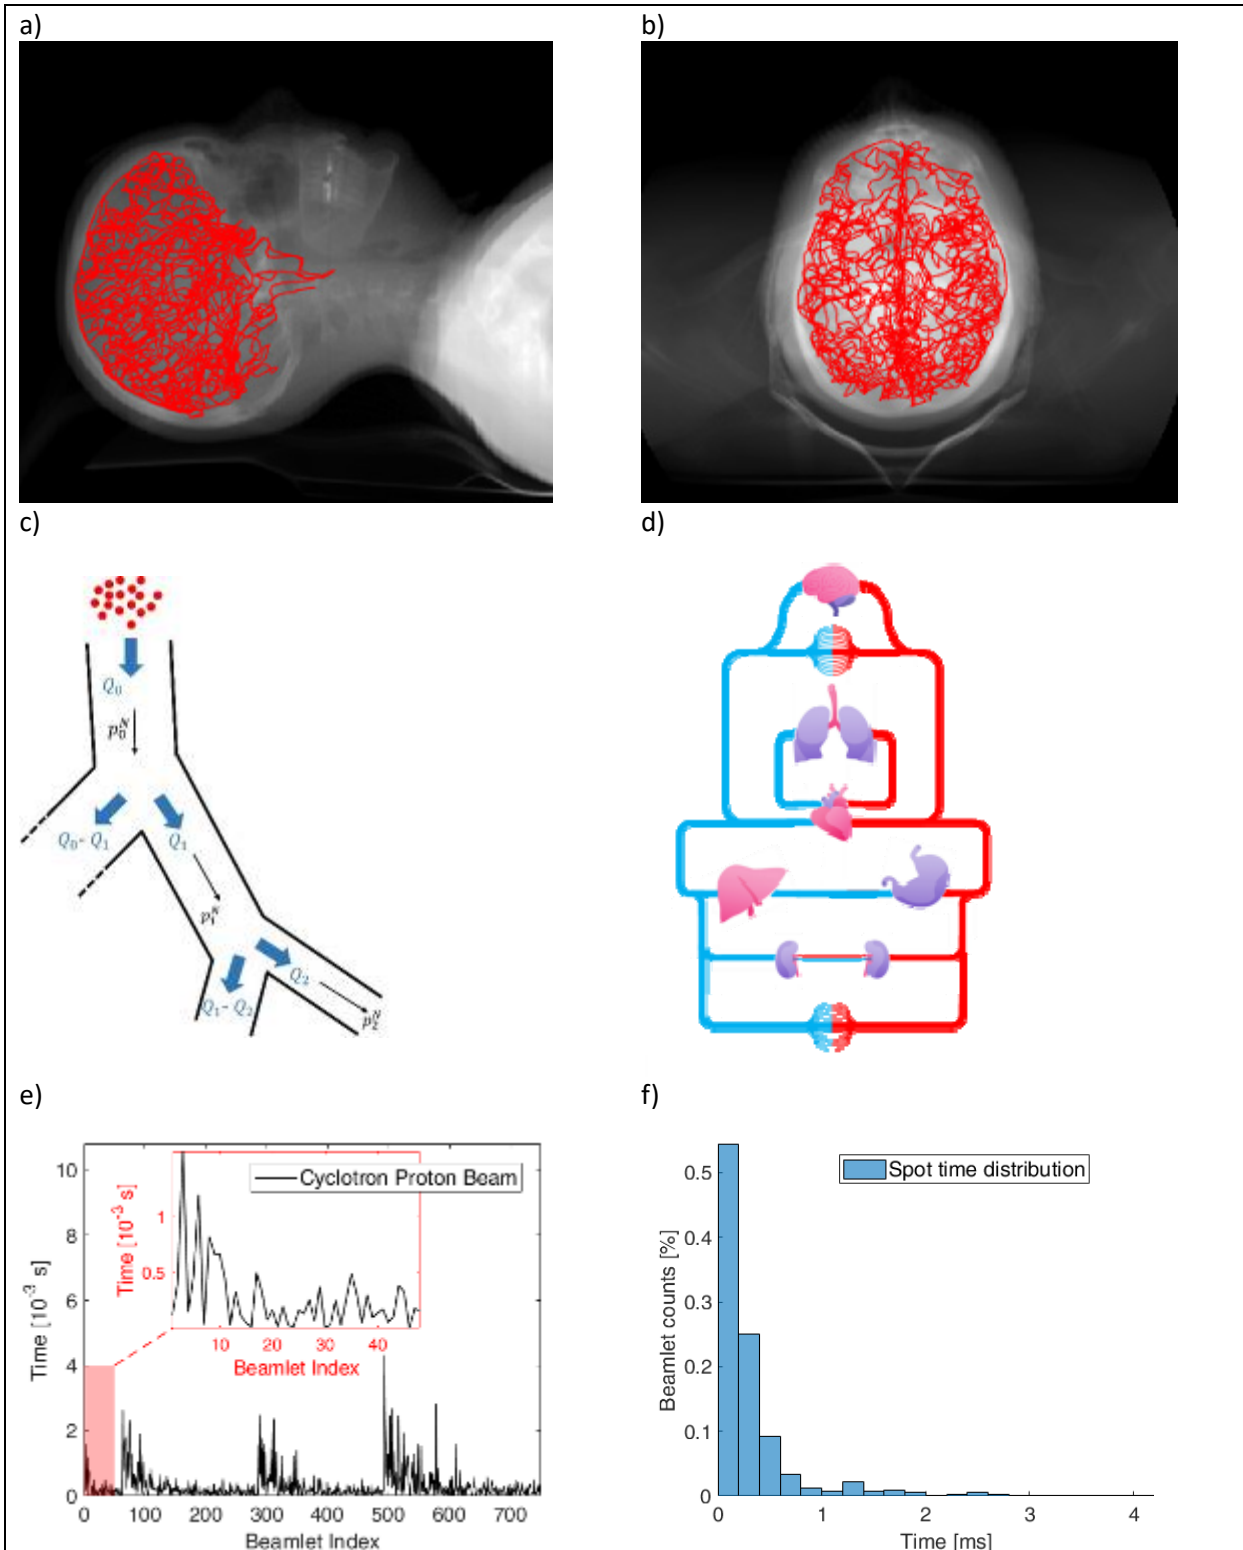 a)
b)
c)
d)
Q₀
p₀ᴺ
Q₀- Q₁
Q₁
p₁ᴺ
Q₂
Q₁- Q₂
p₂ᴺ
e)
f)
Cyclotron Proton Beam
Time [10⁻³ s]
1
0.5
10 20 30 40
Beamlet Index
Time [10⁻³ s]
10
8
6
4
2
0
0 100 200 300 400 500 600 700
Beamlet Index
Spot time distribution
Beamlet counts [%]
0.5
0.4
0.3
0.2
0.1
0
0 1 2 3 4
Time [ms]